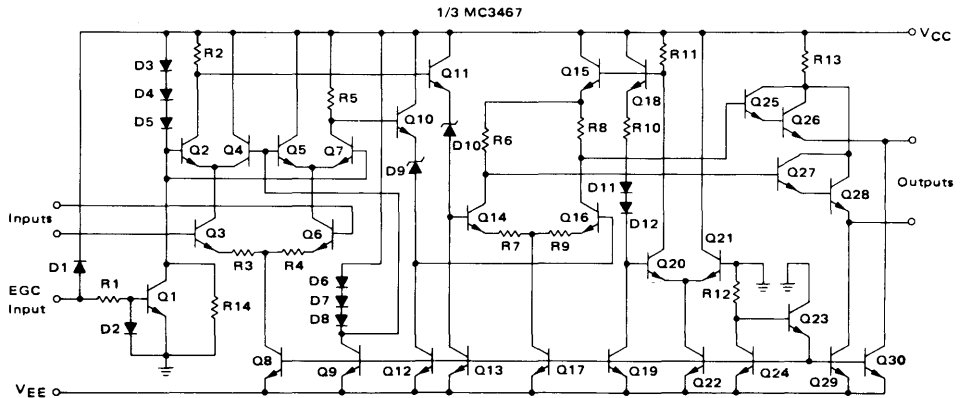 1/3 MC3467
VCC
R2
R11
R13
D3
D4
D5
Q11
Q15
Q18
R5
Q10
D10
R6
R8
R10
Q25
Q26
Q2
Q4
Q5
Q7
D9
Q27
Q28
Outputs
D11
D12
Inputs
Q3
Q6
Q14
Q16
R7
R9
R3
R4
Q20
Q21
D1
R12
Q23
D6
D7
D8
EGC
Input
R1
Q1
R14
D2
Q8
Q9
Q12
Q13
Q17
Q19
Q22
Q24
Q29
Q30
VEE